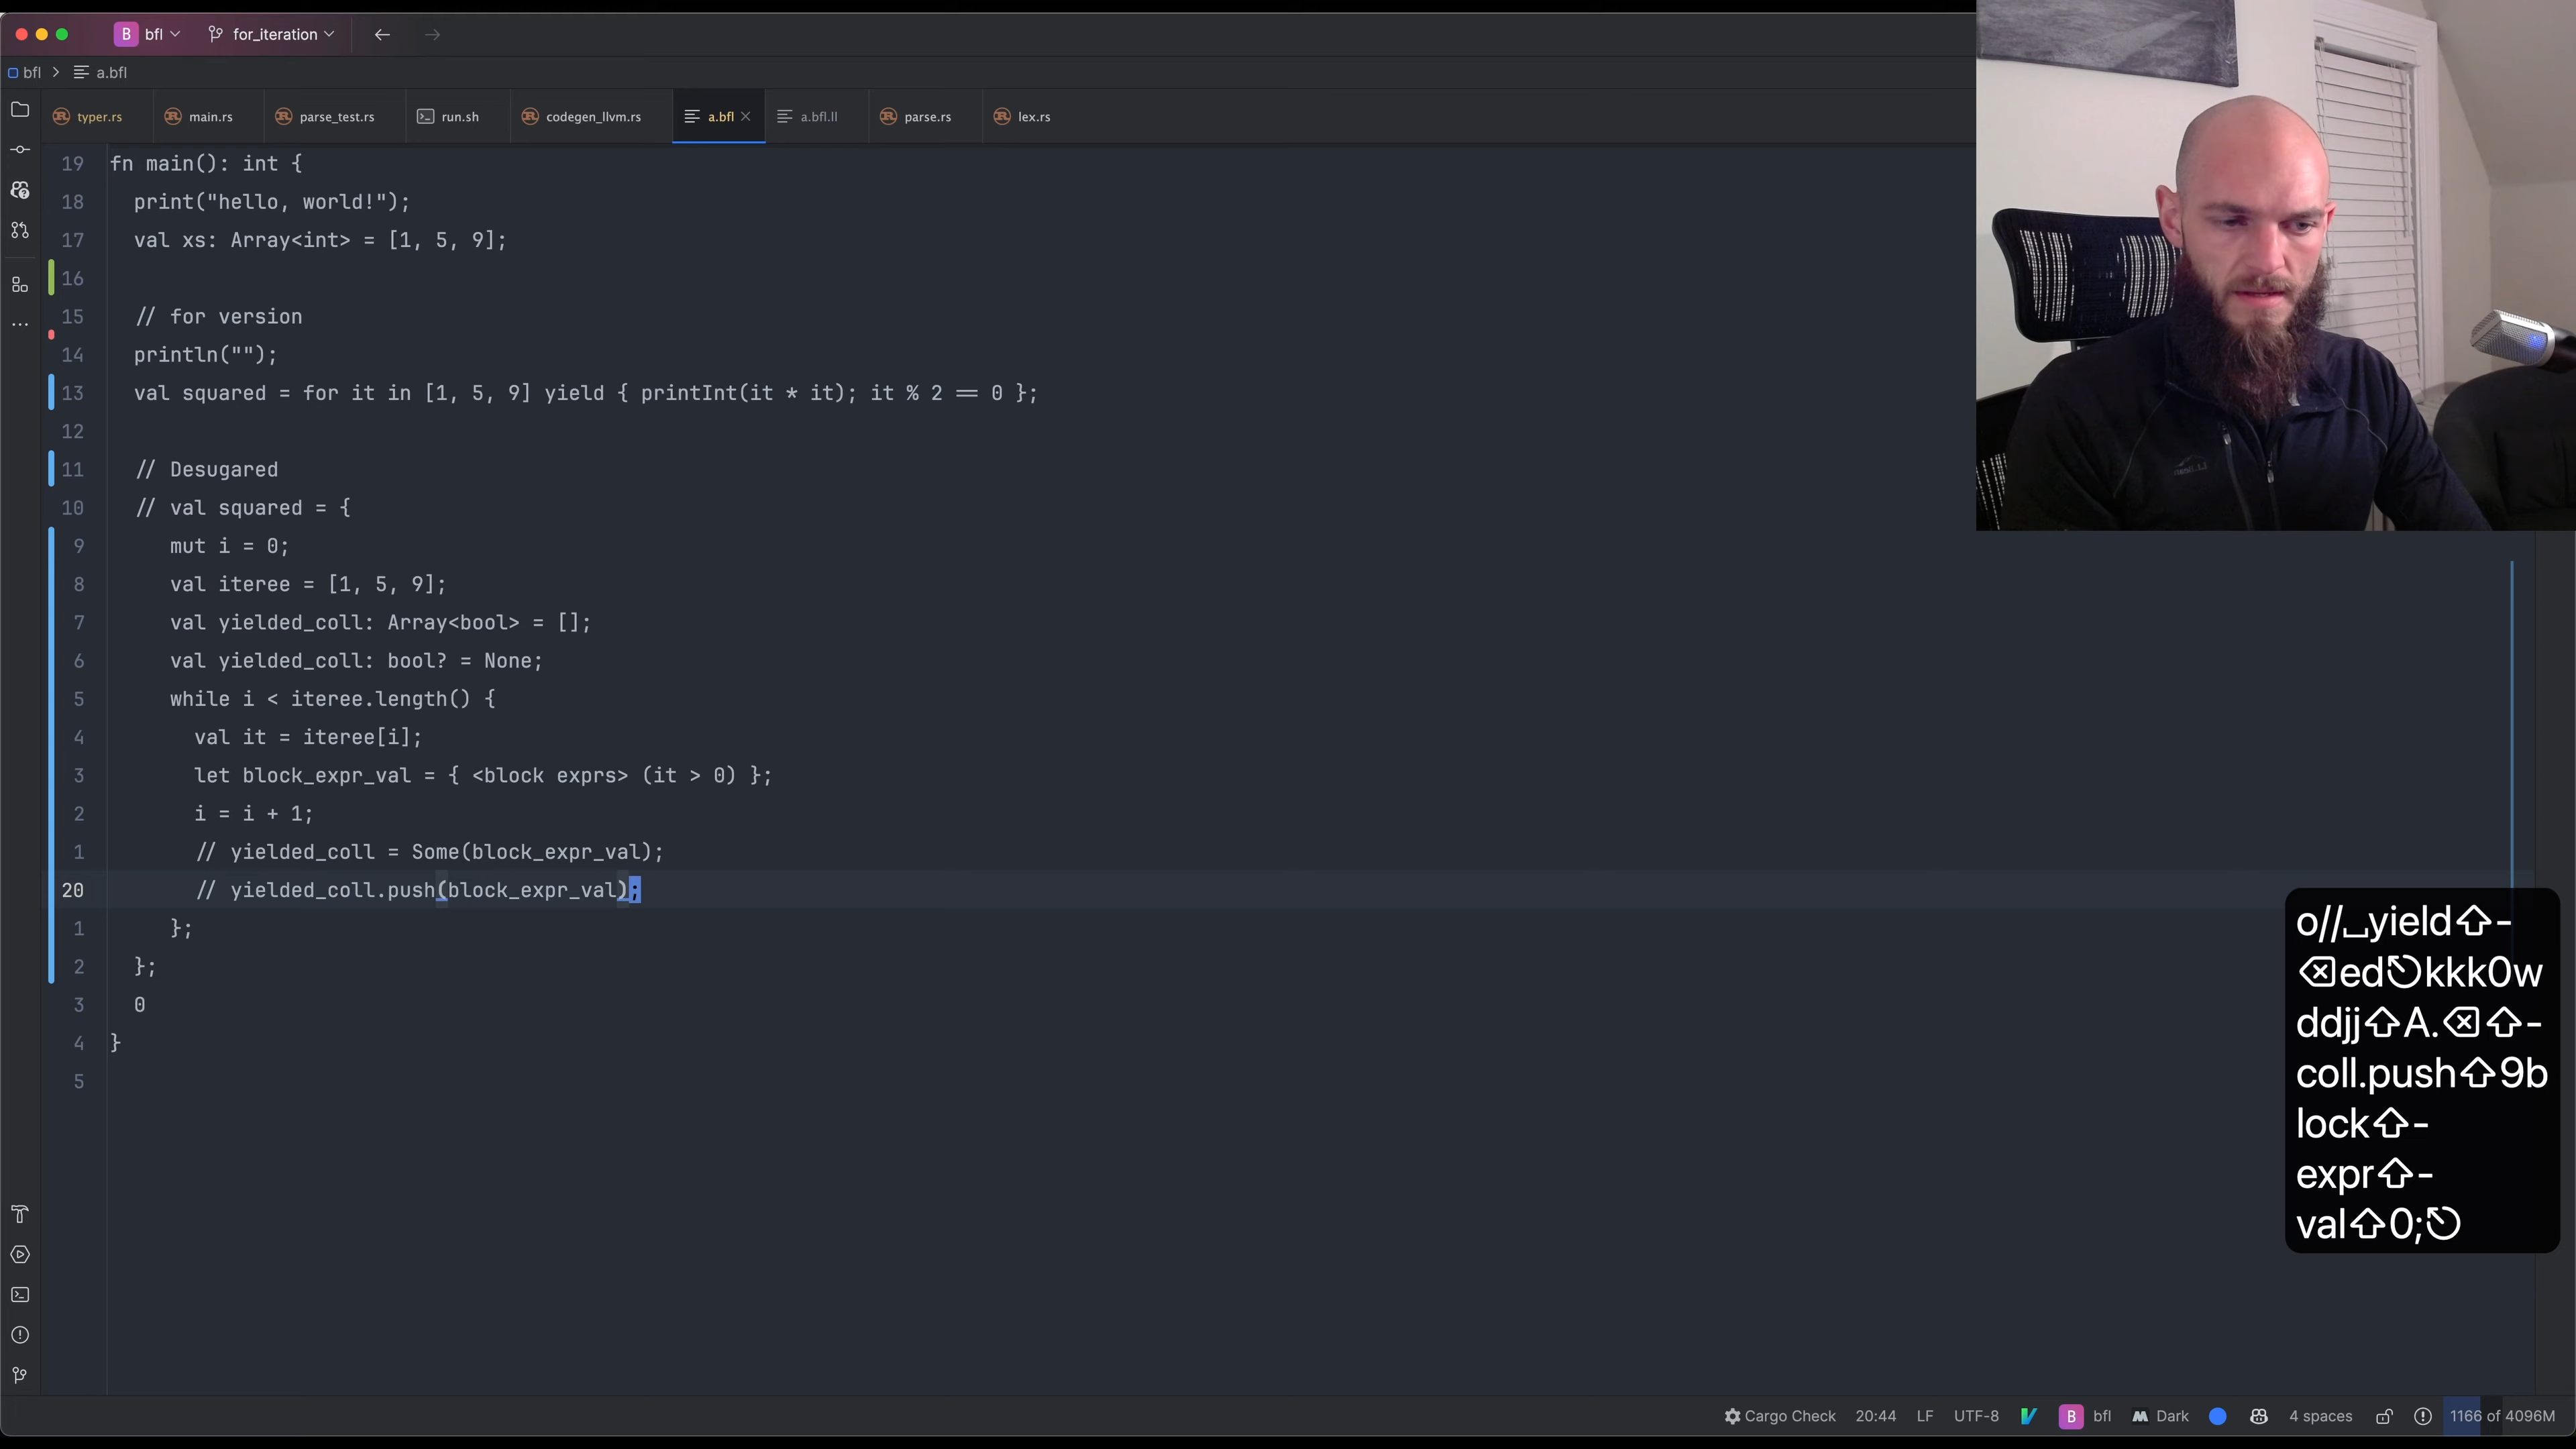 B bfl for_iteration
bfl > a.bfl
typer.rs main.rs parse_test.rs run.sh codegen_llvm.rs a.bfl a.bfl.ll parse.rs lex.rs
19 fn main(): int {
18 print("hello, world!");
17 val xs: Array<int> = [1, 5, 9];
16
15 // for version
14 println("");
13 val squared = for it in [1, 5, 9] yield { printInt(it * it); it % 2 == 0 };
12
11 // Desugared
10 // val squared = {
9 mut i = 0;
8 val iteree = [1, 5, 9];
7 val yielded_coll: Array<bool> = [];
6 val yielded_coll: bool? = None;
5 while i < iteree.length() {
4 val it = iteree[i];
3 let block_expr_val = { <block exprs> (it > 0) };
2 i = i + 1;
1 // yielded_coll = Some(block_expr_val);
20 // yielded_coll.push(block_expr_val);
1 };
2 };
3 0
4 }
5
o//␣yield⇧-
⌫ed⎋kkk0w
ddjj⇧A.⌫⇧-
coll.push⇧9b
lock⇧-
expr⇧-
val⇧0;⎋
Cargo Check 20:44 LF UTF-8 B bfl Dark 4 spaces 1166 of 4096M